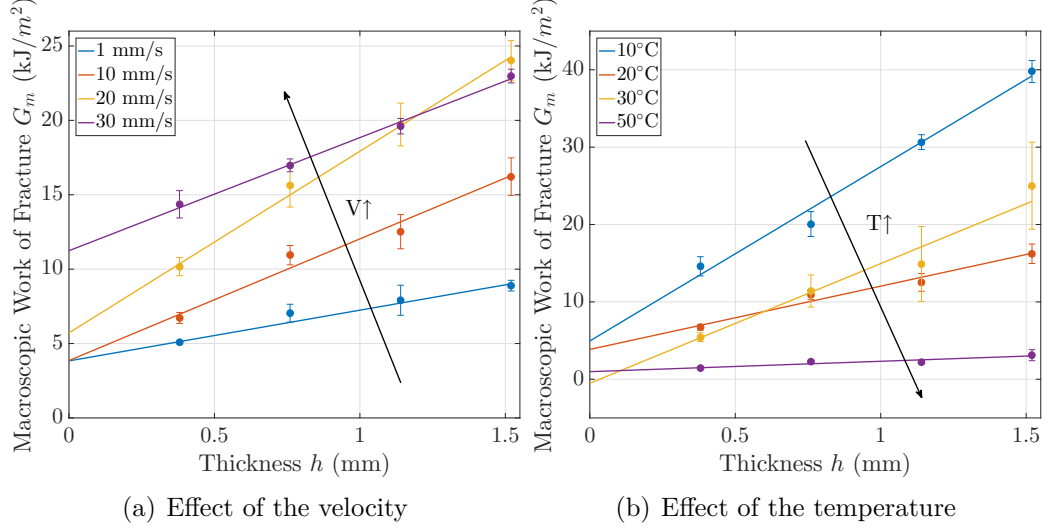 Macroscopic Work of Fracture G_m (kJ/m²)
25
20
15
10
5
0
1 mm/s
10 mm/s
20 mm/s
30 mm/s
V↑
0
0.5
1
1.5
Thickness h (mm)
(a) Effect of the velocity
Macroscopic Work of Fracture G_m (kJ/m²)
40
30
20
10
0
10°C
20°C
30°C
50°C
T↑
0
0.5
1
1.5
Thickness h (mm)
(b) Effect of the temperature